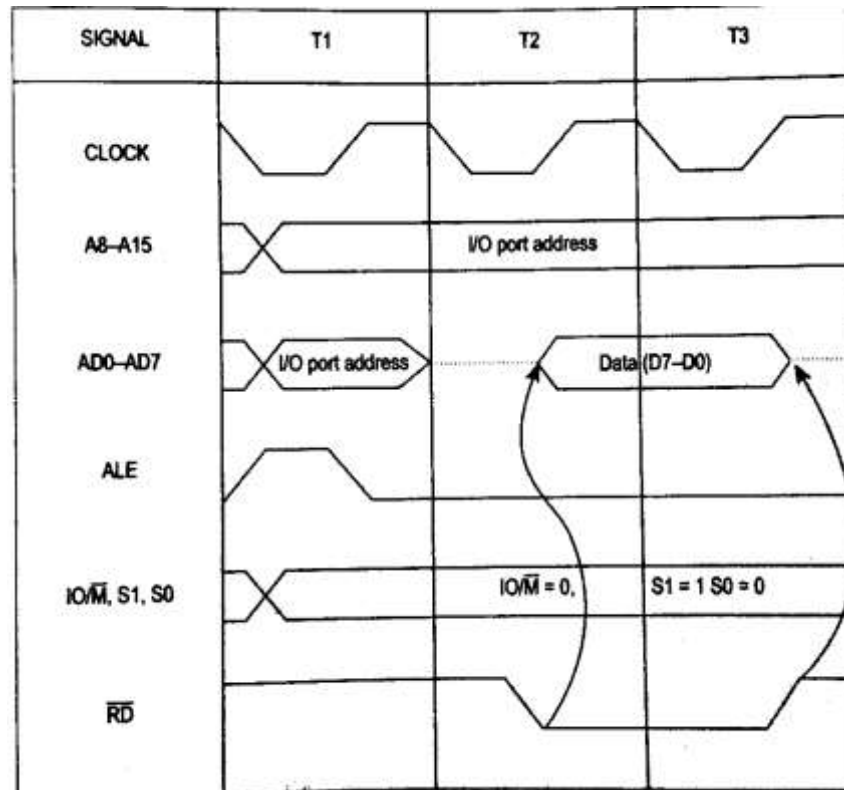 SIGNAL T1 T2 T3
CLOCK
A8–A15 I/O port address
AD0–AD7 I/O port address Data (D7–D0)
ALE
IO/M̅, S1, S0 IO/M̅ = 0, S1 = 1 S0 = 0
R̅D̅